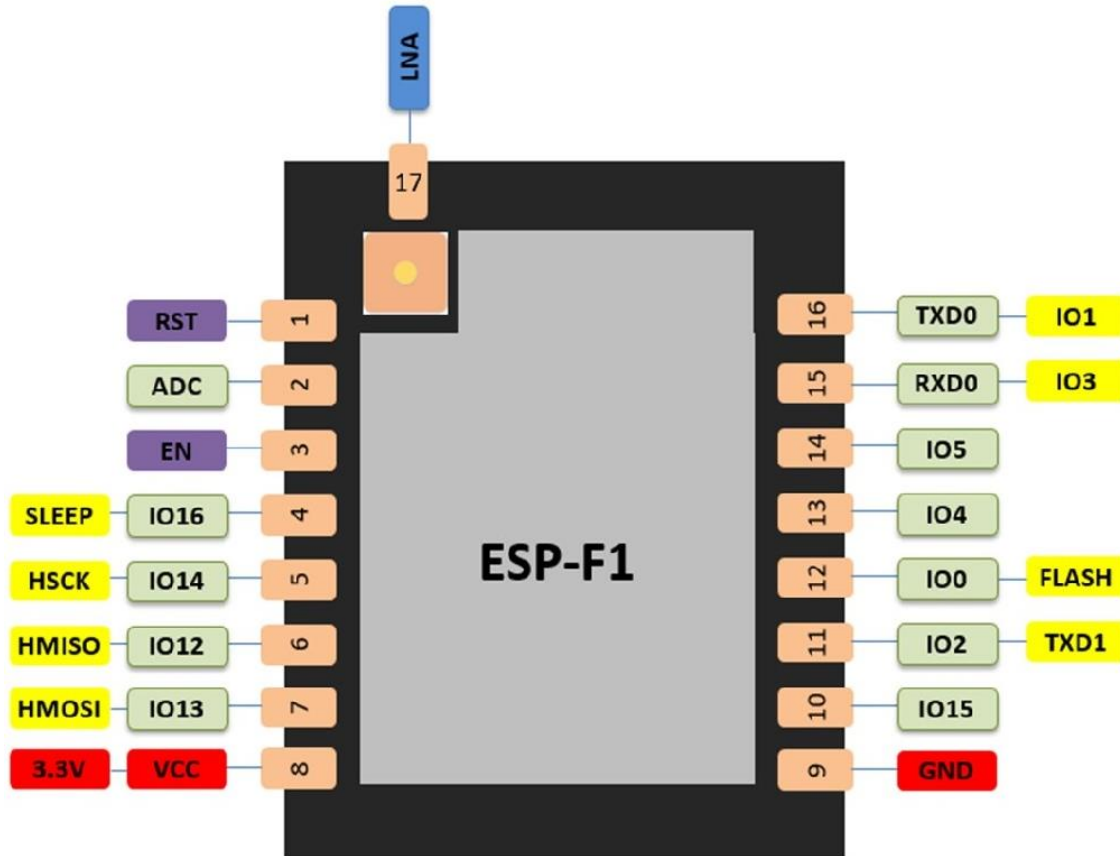 LNA
17
RST 1 16 TXD0 IO1
ADC 2 15 RXD0 IO3
EN 3 14 IO5
SLEEP IO16 4 13 IO4
HSCK IO14 5 12 IO0 FLASH
HMISO IO12 6 11 IO2 TXD1
HMOSI IO13 7 10 IO15
3.3V VCC 8 9 GND
ESP-F1